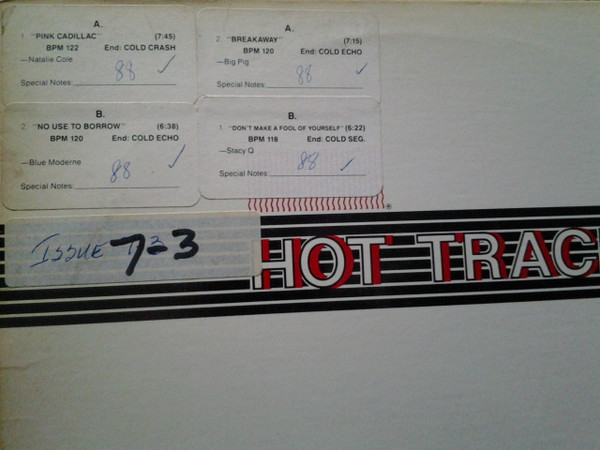 A.
1. "PINK CADILLAC" (7:45)
BPM 122 End: COLD CRASH
—Natalie Cole
88 ✓
Special Notes:
A.
2. "BREAKAWAY" (7:15)
BPM 120 End: COLD ECHO
—Big Pig
88 ✓
Special Notes:
B.
2. "NO USE TO BORROW" (6:38)
BPM 120 End: COLD ECHO
—Blue Moderne
88 ✓
Special Notes:
B.
1. "DON'T MAKE A FOOL OF YOURSELF" (6:22)
BPM 118 End: COLD SEG.
—Stacy Q
88 ✓
Special Notes:
®
ISSUE 7-3
HOT TRAC